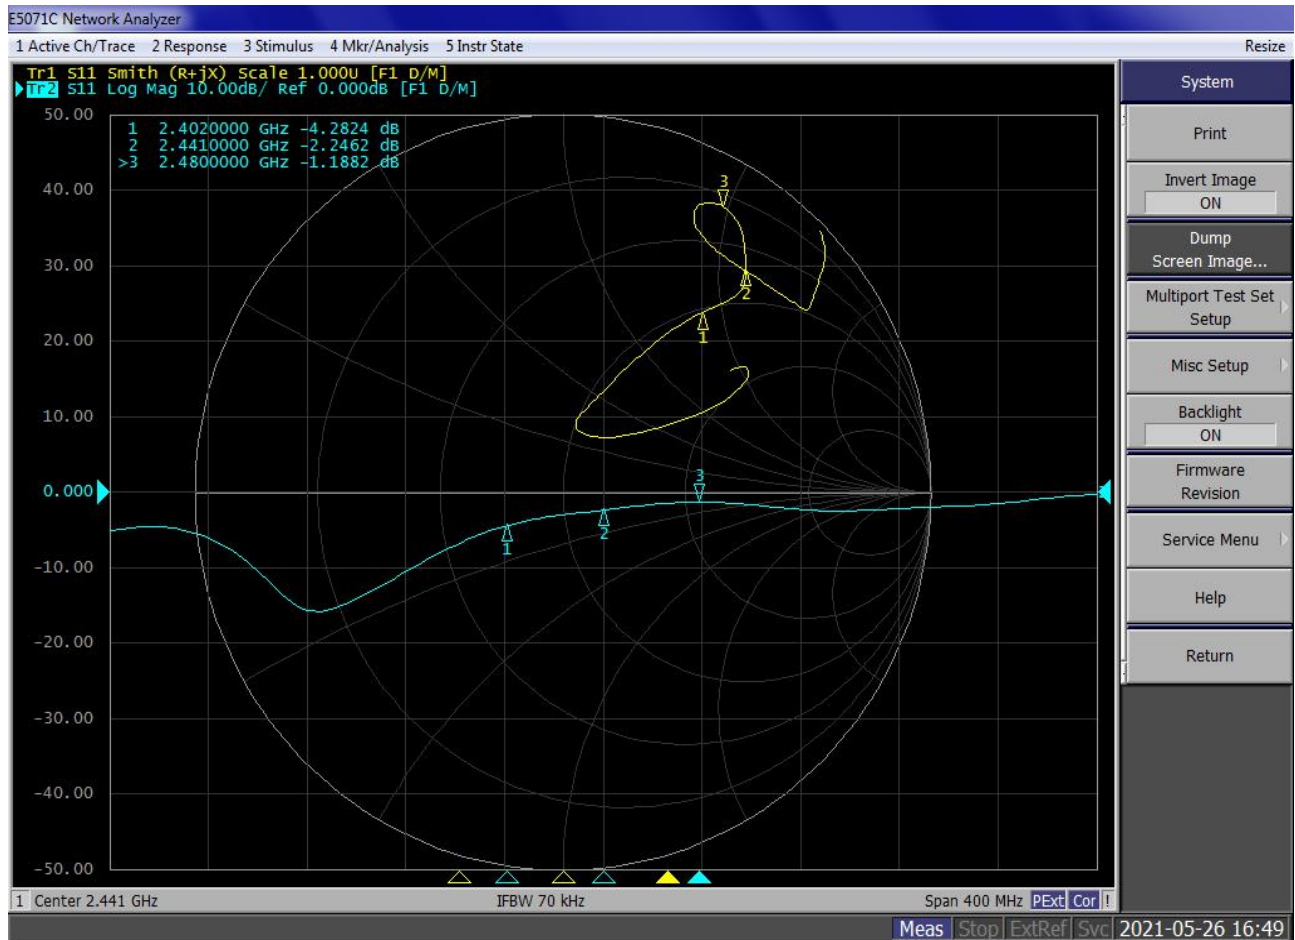 E5071C Network Analyzer
1 Active Ch/Trace 2 Response 3 Stimulus 4 Mkr/Analysis 5 Instr State Resize
Tr1 S11 Smith (R+jX) Scale 1.000U [F1 D/M]
Tr2 S11 Log Mag 10.00dB/ Ref 0.000dB [F1 D/M]
50.00
1 2.4020000 GHz -4.2824 dB
2 2.4410000 GHz -2.2462 dB
>3 2.4800000 GHz -1.1882 dB
40.00
3
30.00
2
20.00
1
10.00
0.000
3
1
2
-10.00
-20.00
-30.00
-40.00
-50.00
1 Center 2.441 GHz IFBW 70 kHz Span 400 MHz PExt Cor !
System
Print
Invert Image
ON
Dump
Screen Image...
Multiport Test Set
Setup
Misc Setup
Backlight
ON
Firmware
Revision
Service Menu
Help
Return
Meas Stop ExtRef Svc 2021-05-26 16:49